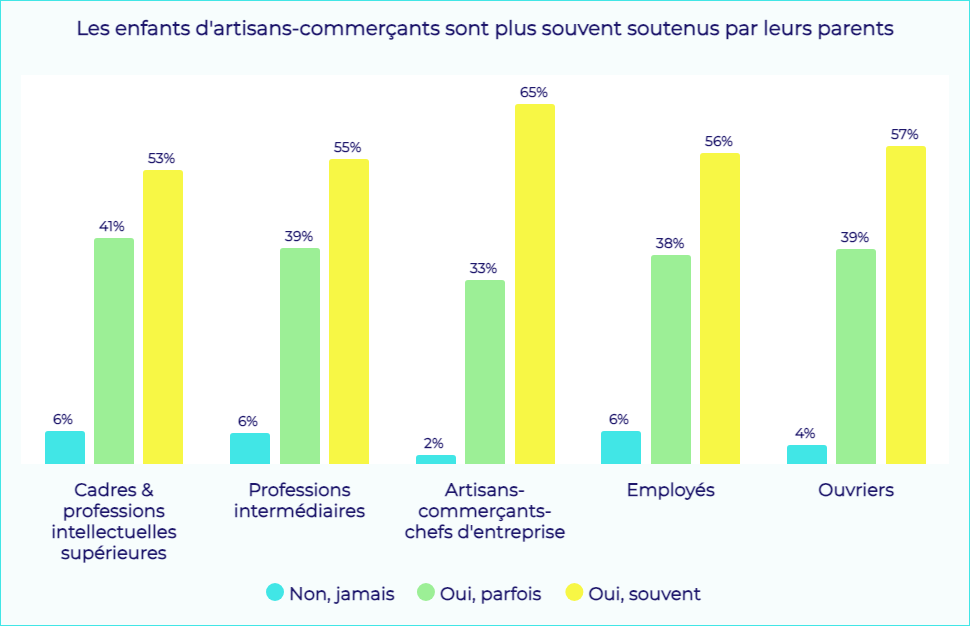 Les enfants d'artisans-commerçants sont plus souvent soutenus par leurs parents
6%
41%
53%
6%
39%
55%
2%
33%
65%
6%
38%
56%
4%
39%
57%
Cadres &
professions
intellectuelles
supérieures
Professions
intermédiaires
Artisans-
commerçants-
chefs d'entreprise
Employés
Ouvriers
Non, jamais
Oui, parfois
Oui, souvent